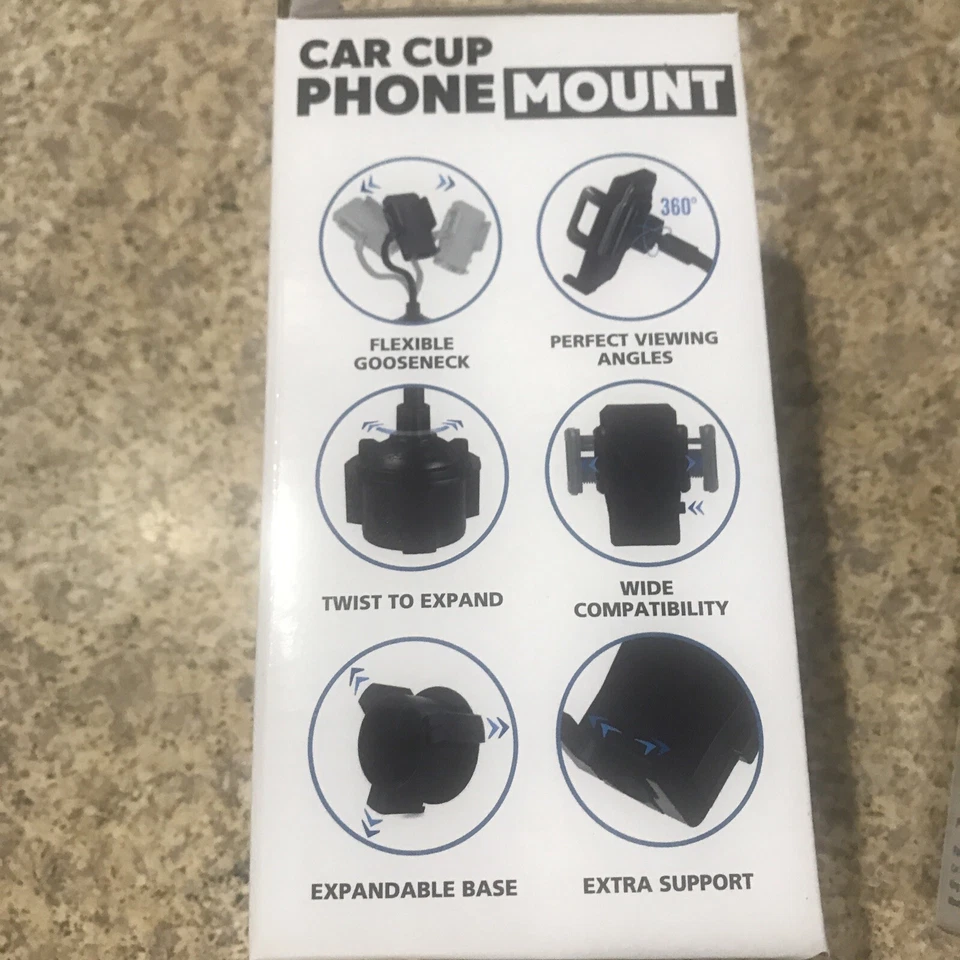 CAR CUP
PHONE MOUNT
360°
FLEXIBLE
GOOSENECK
PERFECT VIEWING
ANGLES
TWIST TO EXPAND
WIDE
COMPATIBILITY
EXPANDABLE BASE
EXTRA SUPPORT